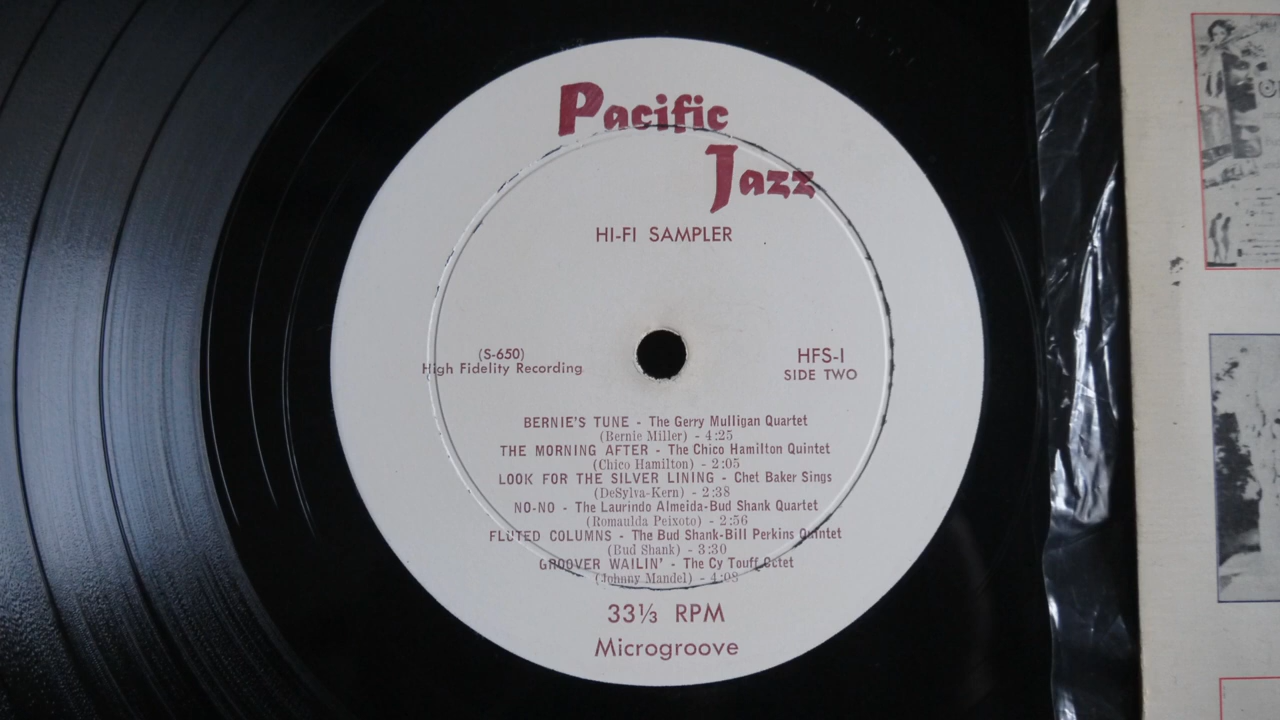 Pacific
Jazz
HI-FI SAMPLER
(S-650)
High Fidelity Recording
HFS-1
SIDE TWO
BERNIE'S TUNE - The Gerry Mulligan Quartet
(Bernie Miller) - 4:25
THE MORNING AFTER - The Chico Hamilton Quintet
(Chico Hamilton) - 2:05
LOOK FOR THE SILVER LINING - Chet Baker Sings
(DeSylva-Kern) - 2:38
NO-NO - The Laurindo Almeida-Bud Shank Quartet
(Romaulda Peixoto) - 2:56
FLUTED COLUMNS - The Bud Shank-Bill Perkins Quintet
(Bud Shank) - 3:30
GROOVER WAILIN' - The Cy Touff Octet
(Johnny Mandel) - 4:08
33⅓ RPM
Microgroove